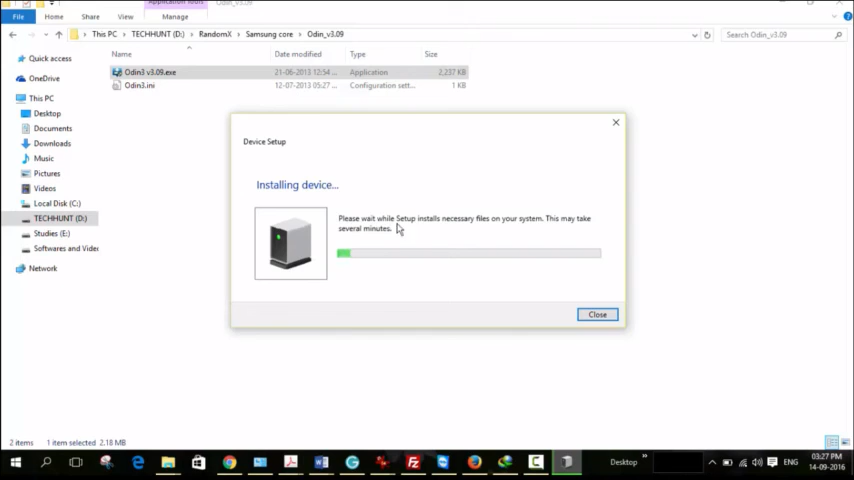 Application Tools
Odin_v3.09
File Home Share View Manage
This PC TECHHUNT (D:) RandomX Samsung core Odin_v3.09
Search Odin_v3.09
Name Date modified Type Size
Odin3 v3.09.exe 21-06-2013 12:54 ... Application 2,237 KB
Odin3.ini 12-07-2013 05:27 ... Configuration sett... 1 KB
Quick access
OneDrive
This PC
Desktop
Documents
Downloads
Music
Pictures
Videos
Local Disk (C:)
TECHHUNT (D:)
Studies (E:)
Softwares and Video
Network
Device Setup
Installing device...
Please wait while Setup installs necessary files on your system. This may take
several minutes.
Close
2 items 1 item selected 2.18 MB
Desktop
ENG
03:27 PM
14-09-2016